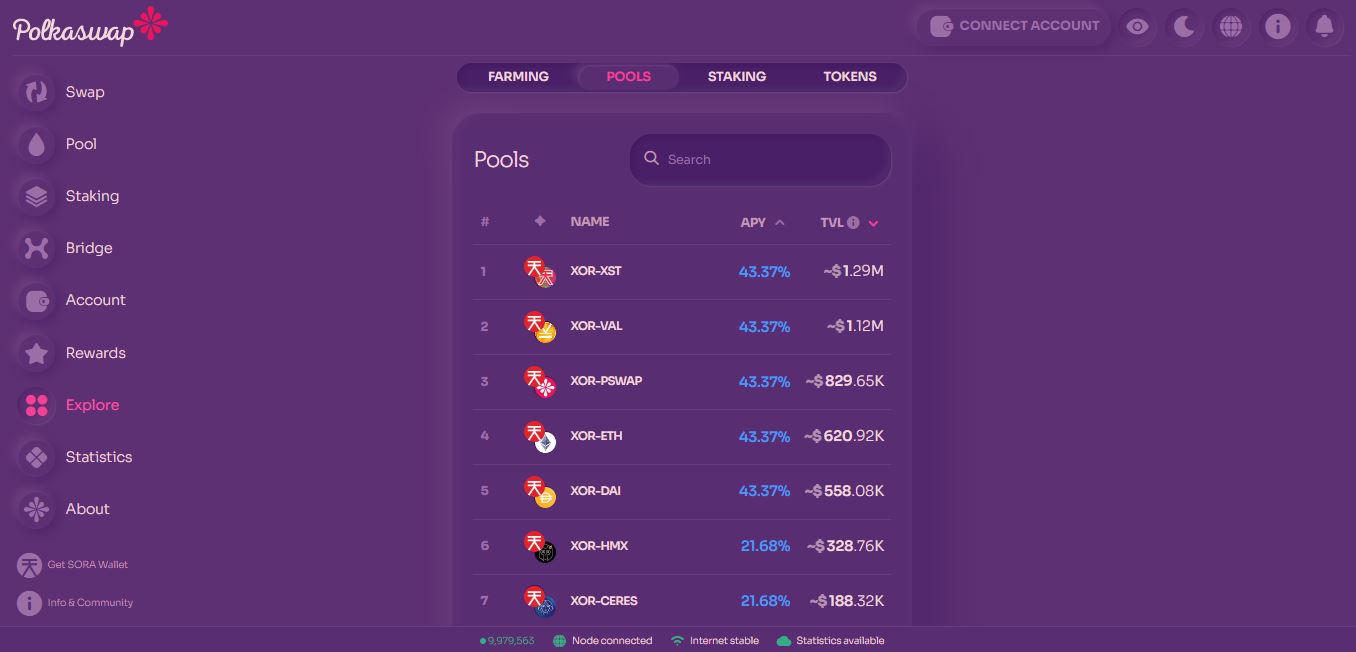 Polkaswap
CONNECT ACCOUNT
Swap
Pool
Staking
Bridge
Account
Rewards
Explore
Statistics
About
Get SORA Wallet
Info & Community
FARMING POOLS STAKING TOKENS
Pools
Search
# NAME APY TVL
1 XOR-XST 43.37% ~$1.29M
2 XOR-VAL 43.37% ~$1.12M
3 XOR-PSWAP 43.37% ~$829.65K
4 XOR-ETH 43.37% ~$620.92K
5 XOR-DAI 43.37% ~$558.08K
6 XOR-HMX 21.68% ~$328.76K
7 XOR-CERES 21.68% ~$188.32K
9,979,563 Node connected Internet stable Statistics available